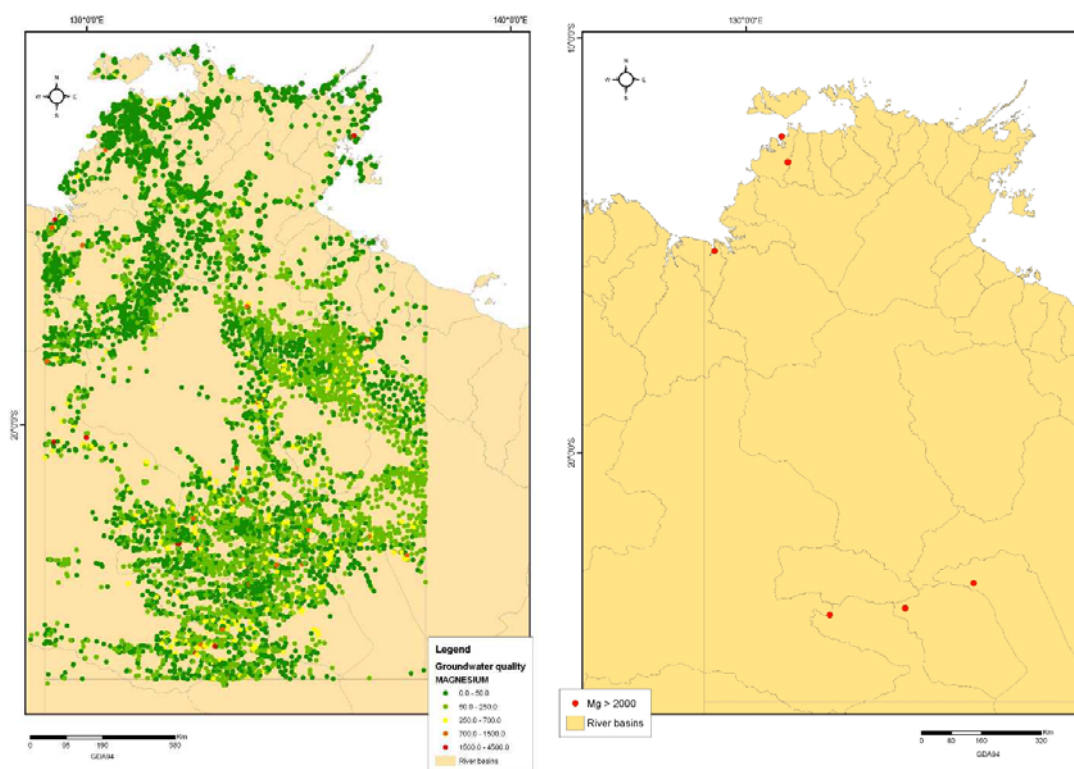 130°0'0"E
140°0'0"E
N
W E
S
20°0'0"S
Legend
Groundwater quality
MAGNESIUM
0.0 - 50.0
50.0 - 250.0
250.0 - 700.0
700.0 - 1500.0
1500.0 - 4500.0
River basins
Km
0 95 190 380
GDA94
130°0'0"E
10°0'0"S
N
W E
S
20°0'0"S
Mg > 2000
River basins
Km
0 80 160 320
GDA94